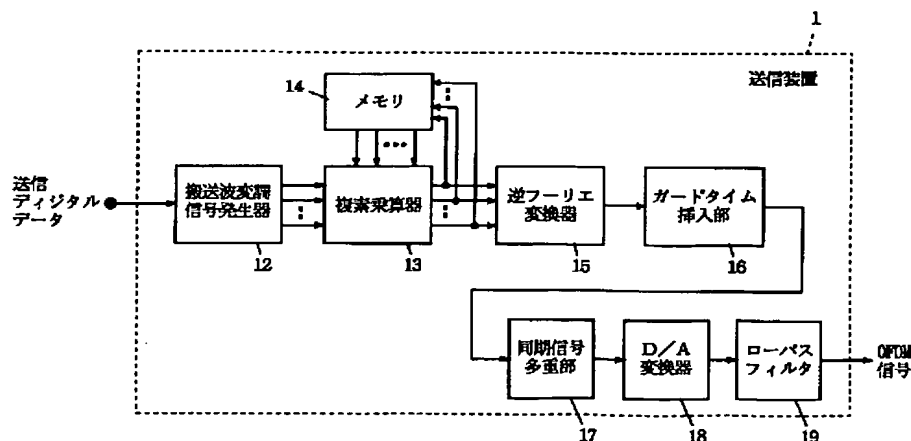 1
送信装置
14
メモリ
送信
ディジタル
データ
搬送波変調
信号発生器
12
複素乗算器
13
逆フーリエ
変換器
15
ガードタイム
挿入部
16
同期信号
多重部
17
D/A
変換器
18
ローパス
フィルタ
19
OFDM
信号